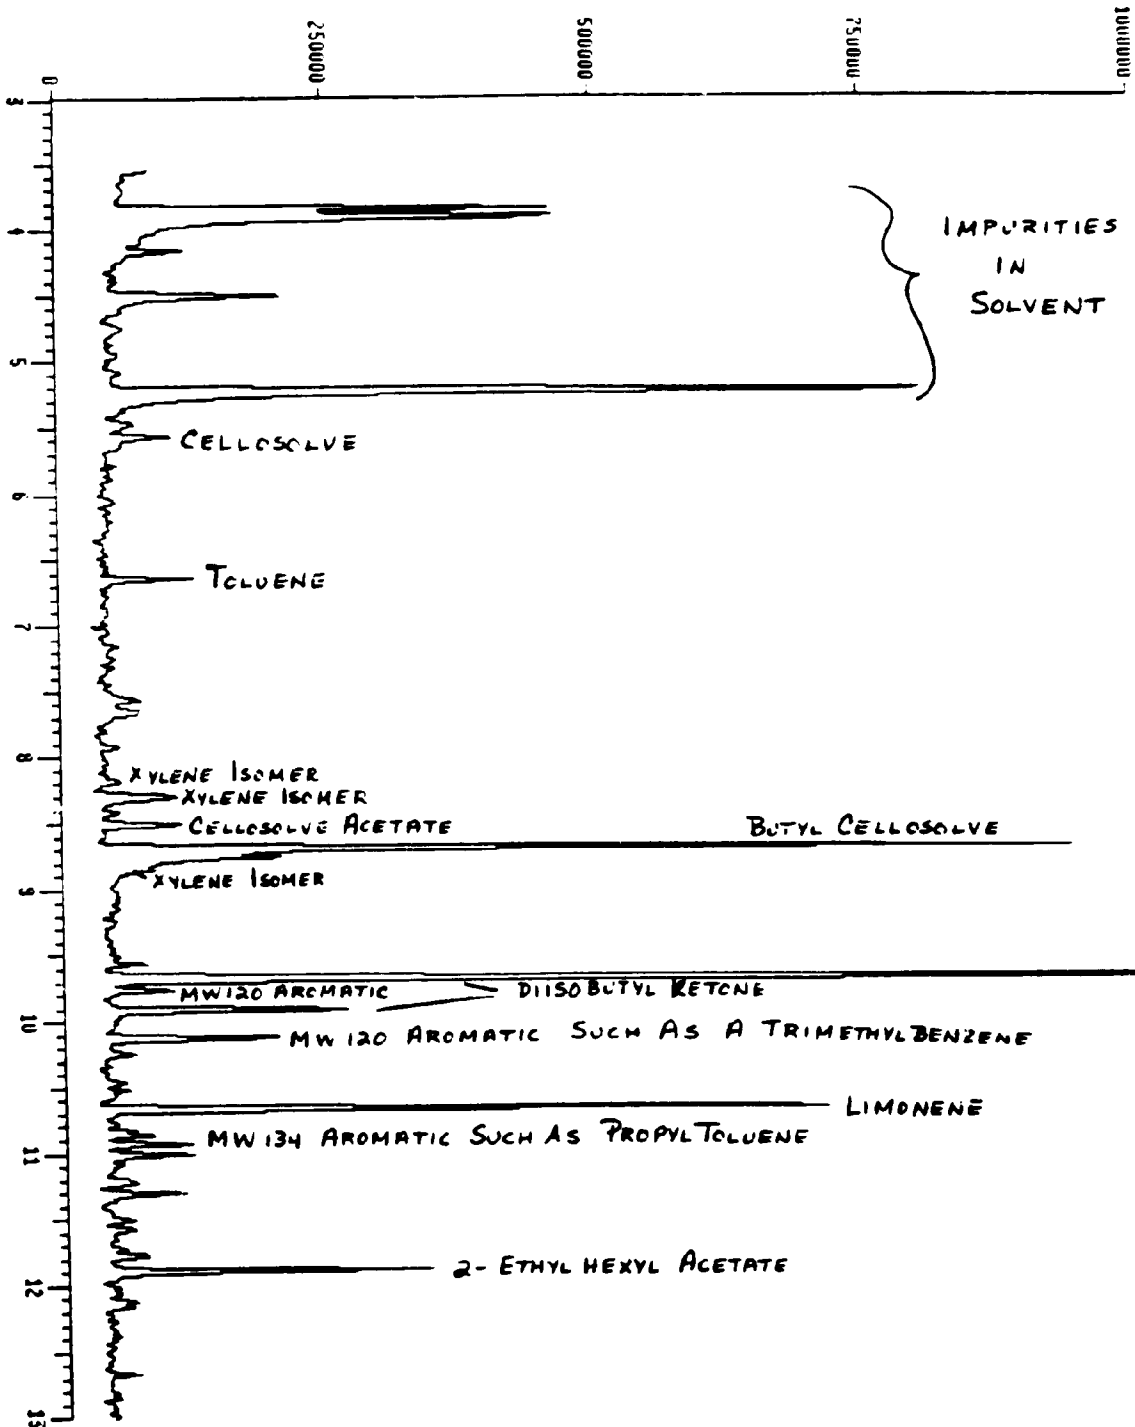 0
250000
500000
750000
1000000
3
4
5
6
7
8
9
10
11
12
13
IMPURITIES
IN
SOLVENT
CELLOSOLVE
TOLUENE
XYLENE ISOMER
XYLENE ISOMER
CELLOSOLVE ACETATE
BUTYL CELLOSOLVE
XYLENE ISOMER
MW120 AROMATIC
DIISOBUTYL KETONE
MW 120 AROMATIC SUCH AS A TRIMETHYLBENZENE
LIMONENE
MW 134 AROMATIC SUCH AS PROPYL TOLUENE
2-ETHYL HEXYL ACETATE